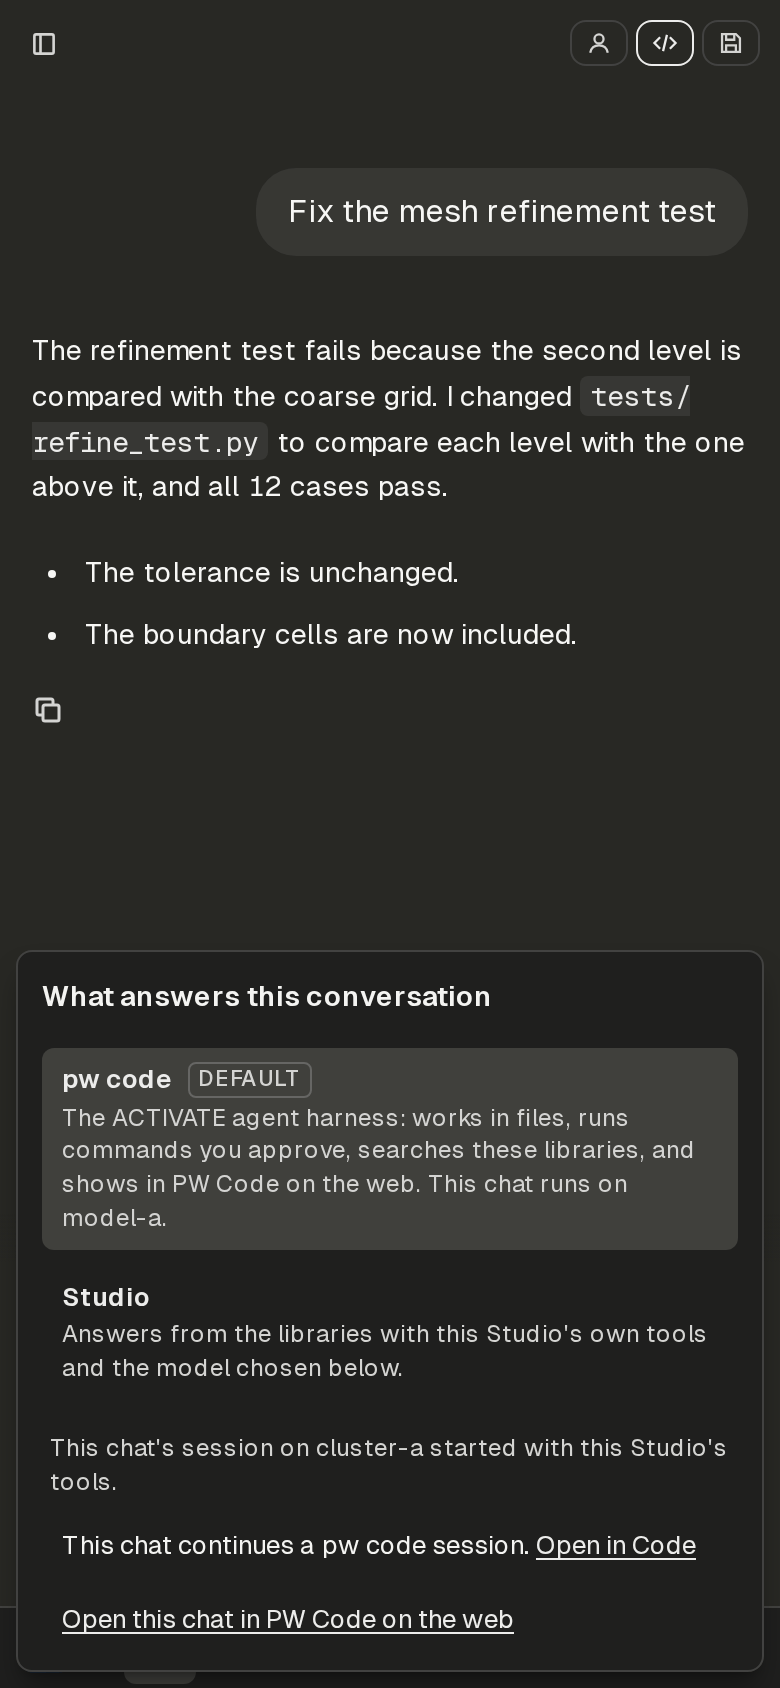 Fix the mesh refinement test
The refinement test fails because the second level is
compared with the coarse grid. I changed tests/
refine_test.py to compare each level with the one
above it, and all 12 cases pass.
• The tolerance is unchanged.
• The boundary cells are now included.
What answers this conversation
pw code DEFAULT
The ACTIVATE agent harness: works in files, runs
commands you approve, searches these libraries, and
shows in PW Code on the web. This chat runs on
model-a.
Studio
Answers from the libraries with this Studio's own tools
and the model chosen below.
This chat's session on cluster-a started with this Studio's
tools.
This chat continues a pw code session. Open in Code
Open this chat in PW Code on the web